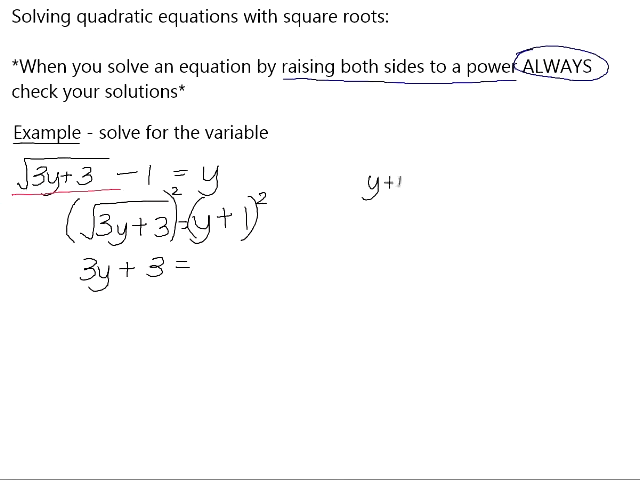 Solving quadratic equations with square roots:
*When you solve an equation by raising both sides to a power ALWAYS
check your solutions*
Example - solve for the variable
√(3y+3) - 1 = y
(√(3y+3))² = (y+1)²
y+1
3y + 3 =